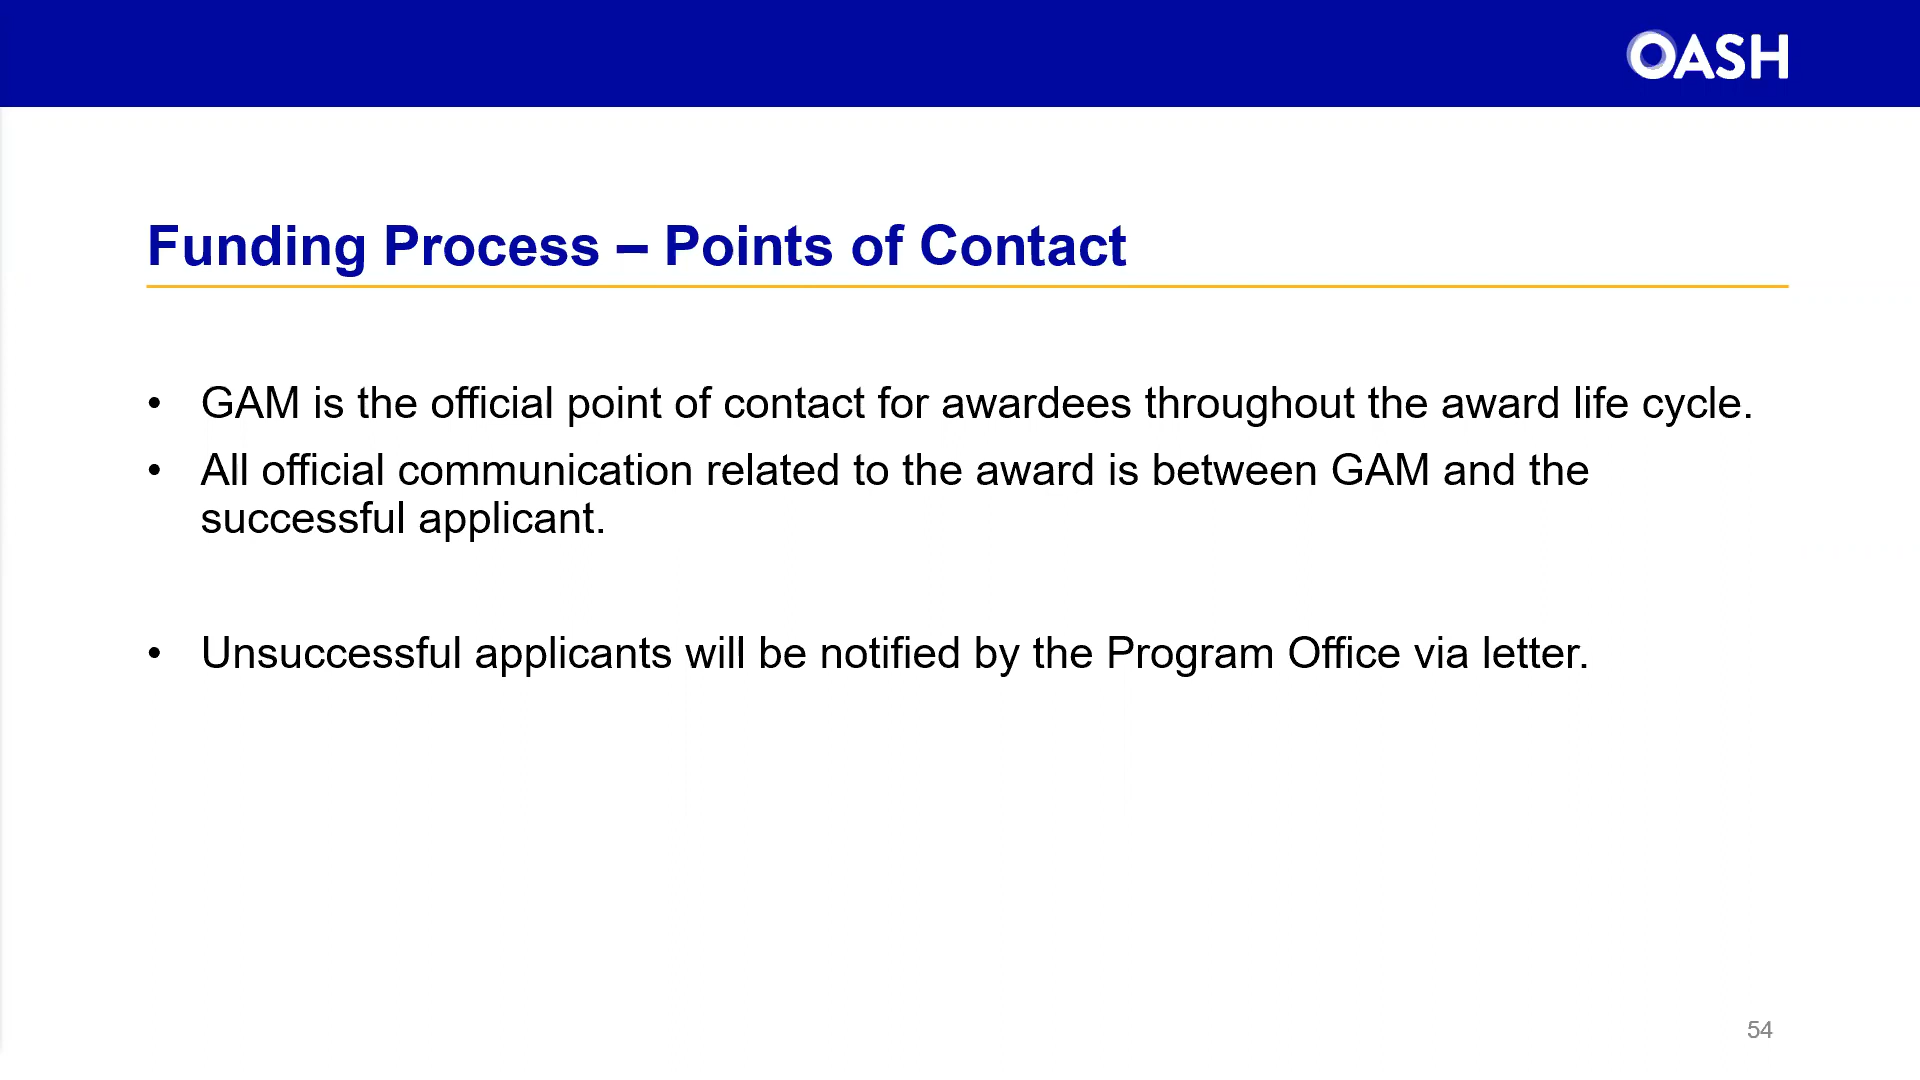 OASH
Funding Process – Points of Contact
• GAM is the official point of contact for awardees throughout the award life cycle.
• All official communication related to the award is between GAM and the
successful applicant.
• Unsuccessful applicants will be notified by the Program Office via letter.
54